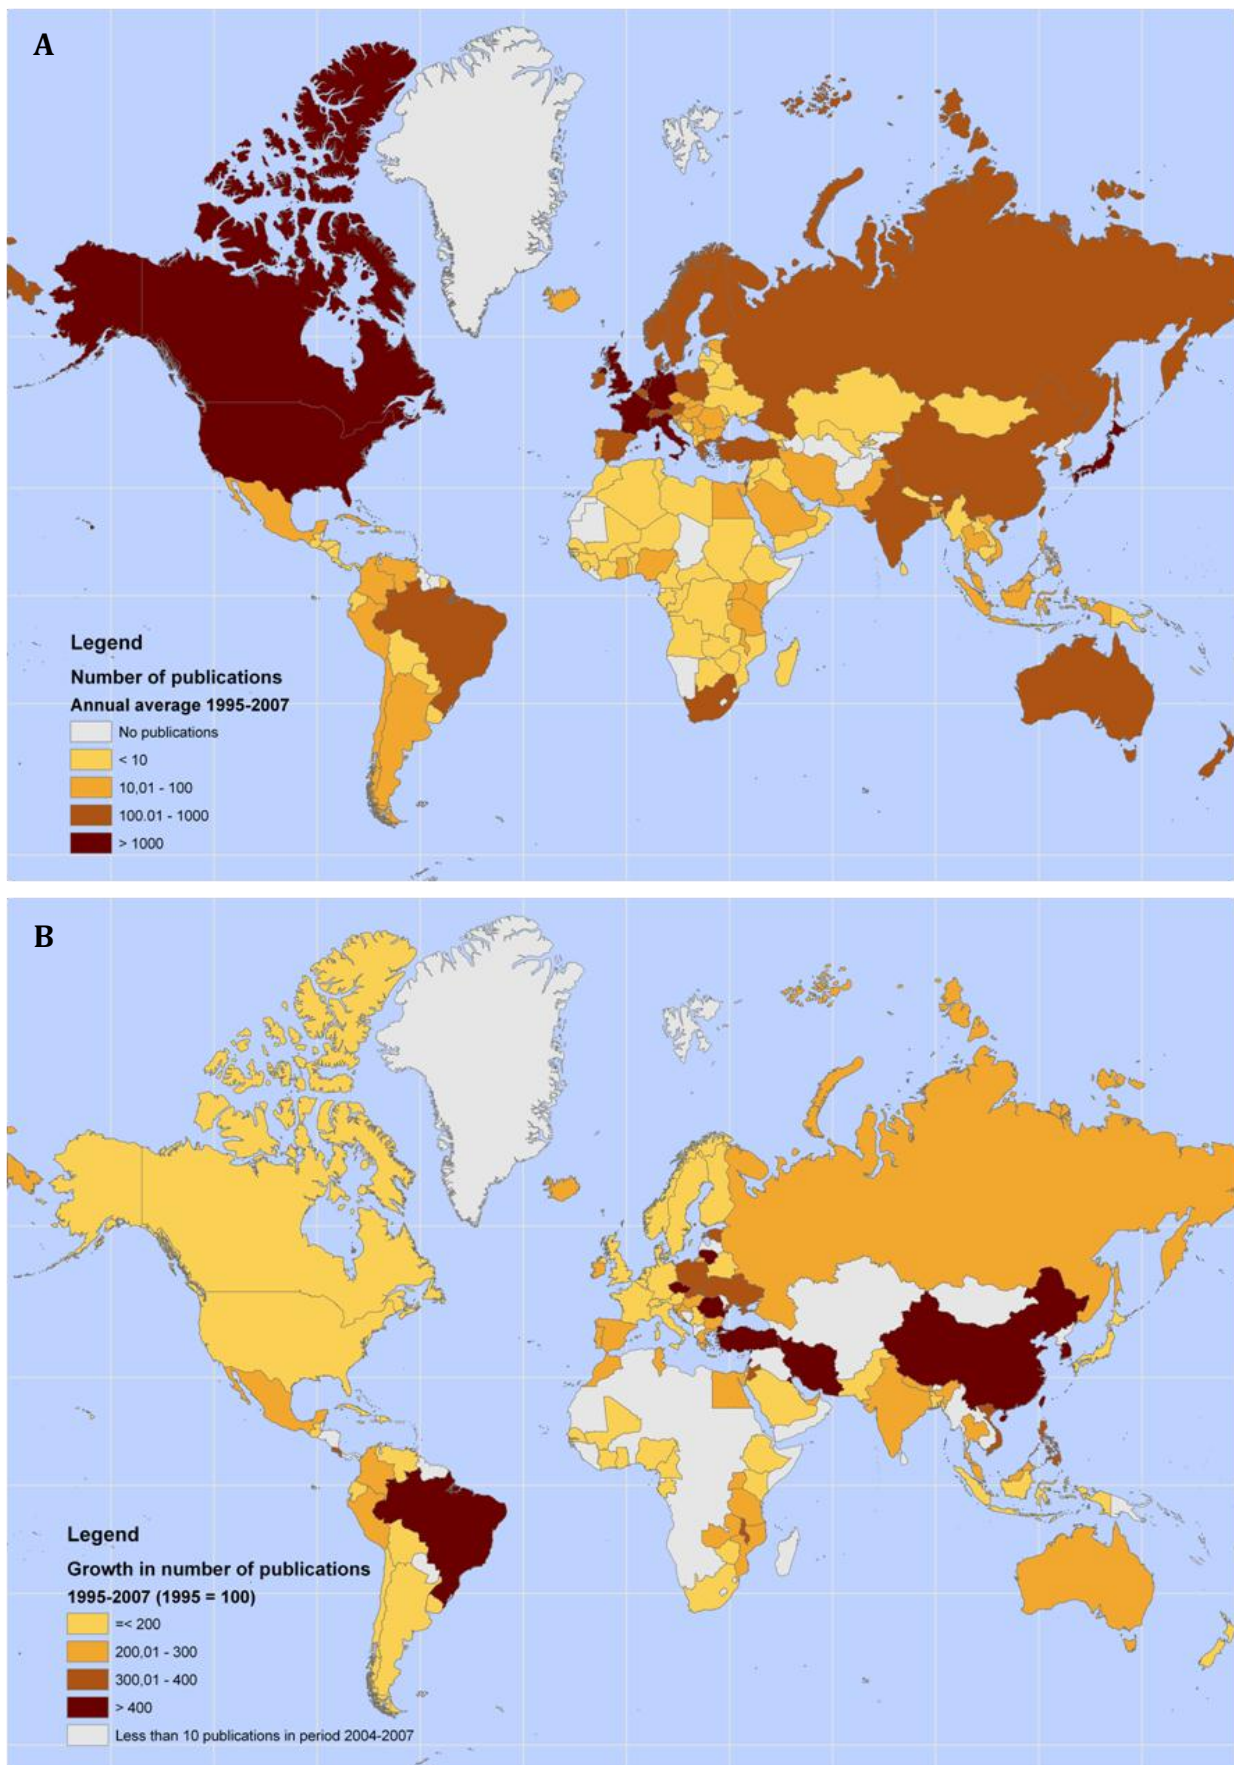 A
Legend
Number of publications
Annual average 1995-2007
No publications
< 10
10,01 - 100
100.01 - 1000
> 1000
B
Legend
Growth in number of publications
1995-2007 (1995 = 100)
=< 200
200,01 - 300
300,01 - 400
> 400
Less than 10 publications in period 2004-2007